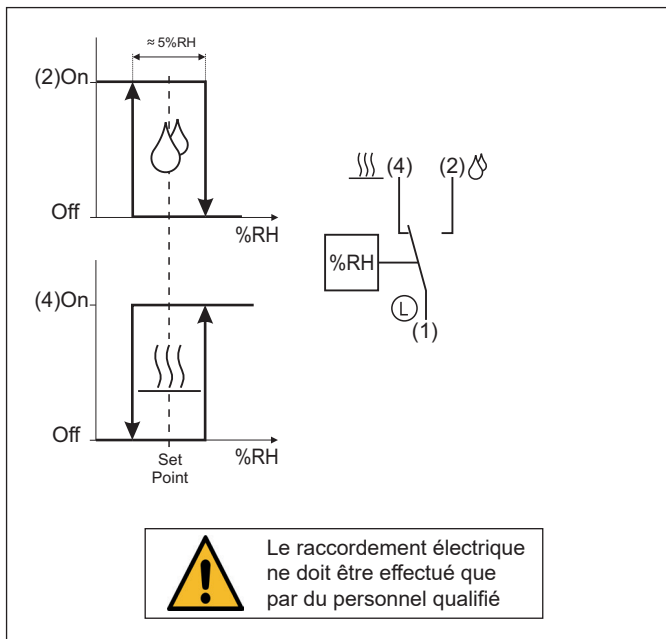 ≈ 5%RH
(2)On
Off
%RH
(4) (2)
%RH
L
(1)
(4)On
Off
%RH
Set
Point
Le raccordement électrique
ne doit être effectué que
par du personnel qualifié